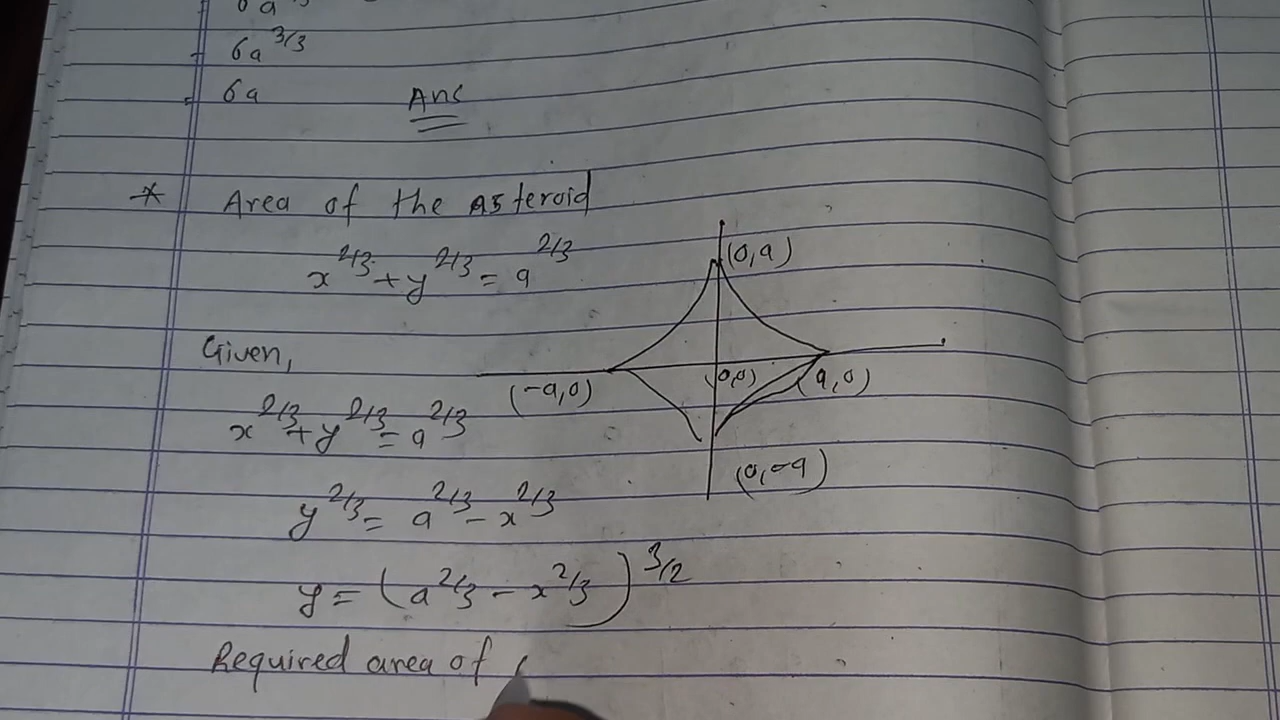 6a^3/3
6a Ans
* Area of the Asteroid
x^2/3 + y^2/3 = a^2/3
(0,a)
Given,
(-a,0) (0,0) (a,0)
x^2/3 + y^2/3 = a^2/3
(0,-a)
y^2/3 = a^2/3 - x^2/3
y = (a^2/3 - x^2/3)^3/2
Required area of